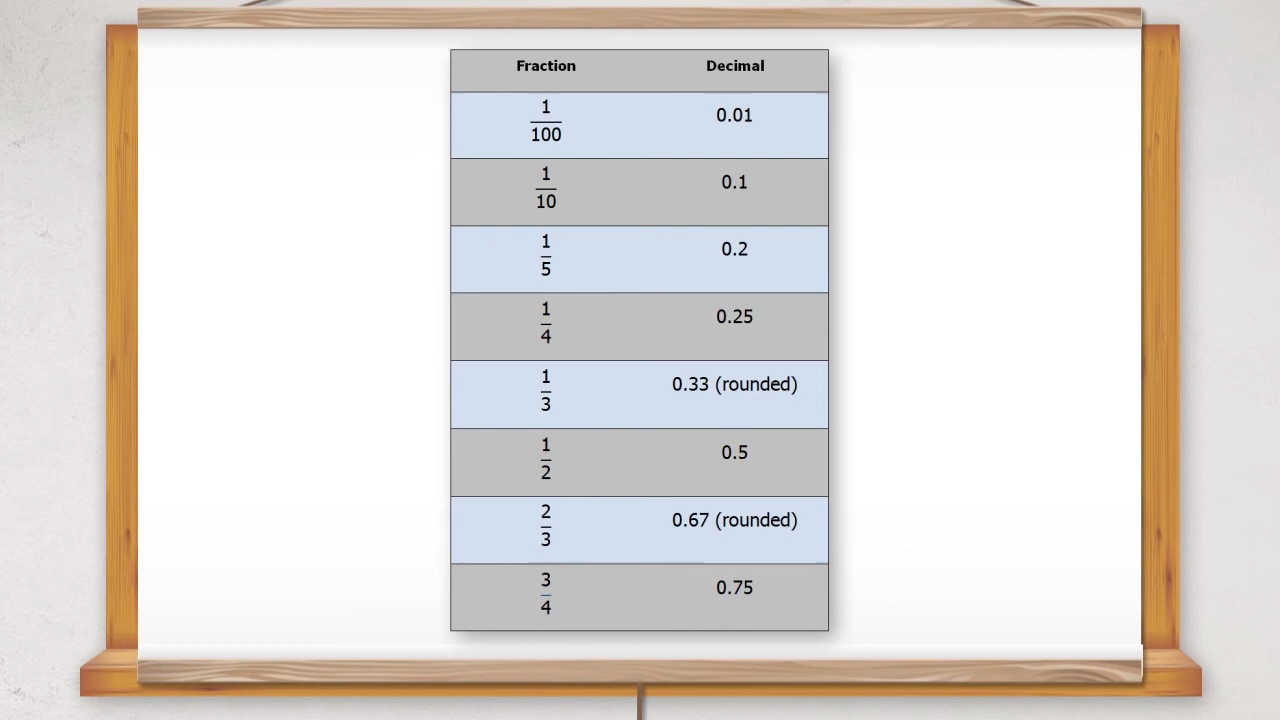 Fraction Decimal
1/100 0.01
1/10 0.1
1/5 0.2
1/4 0.25
1/3 0.33 (rounded)
1/2 0.5
2/3 0.67 (rounded)
3/4 0.75